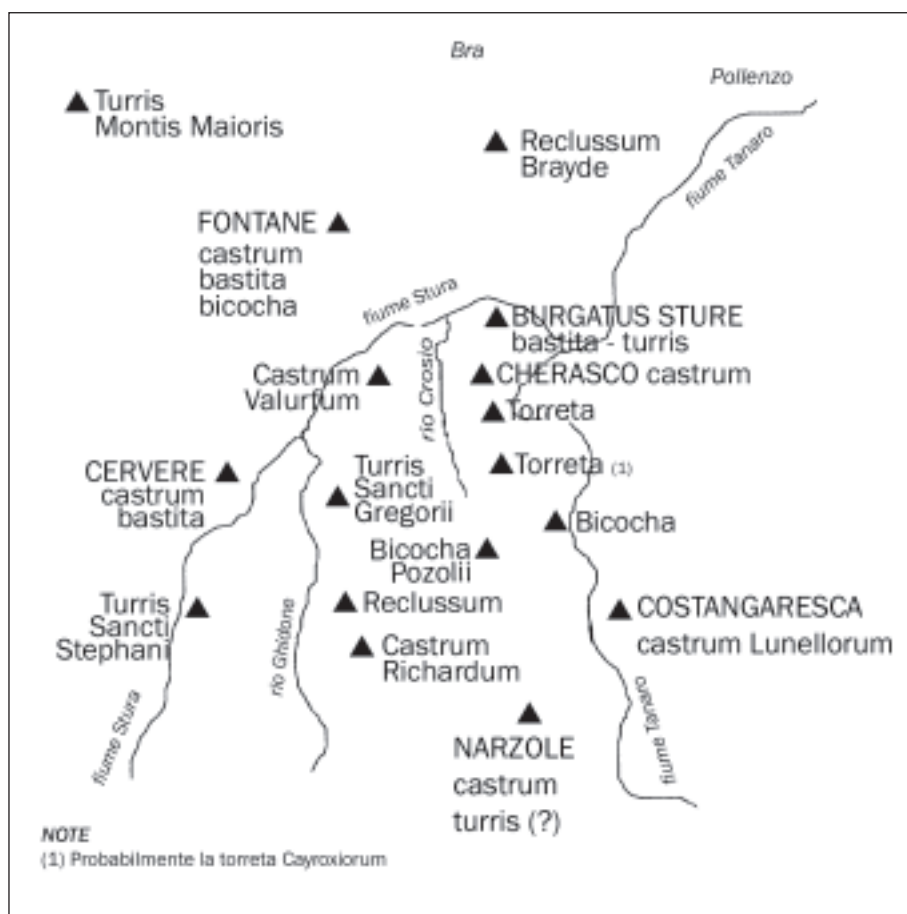 Bra
Pollenzo
Turris
Montis Maioris
Reclussum
Brayde
fiume Tanaro
FONTANE
castrum
bastita
bicocha
fiume Stura
BURGATUS STURE
bastita - turris
Castrum
Valurfum
rio Crosio
CHERASCO castrum
Torreta
Torreta (1)
CERVERE
castrum
bastita
Turris
Sancti
Gregorii
Bicocha
Bicocha
Pozolii
Turris
Sancti
Stephani
Reclussum
COSTANGARESCA
castrum Lunellorum
Castrum
Richardum
rio Ghidone
fiume Stura
fiume Tanaro
NARZOLE
castrum
turris (?)
NOTE
(1) Probabilmente la torreta Cayroxiorum